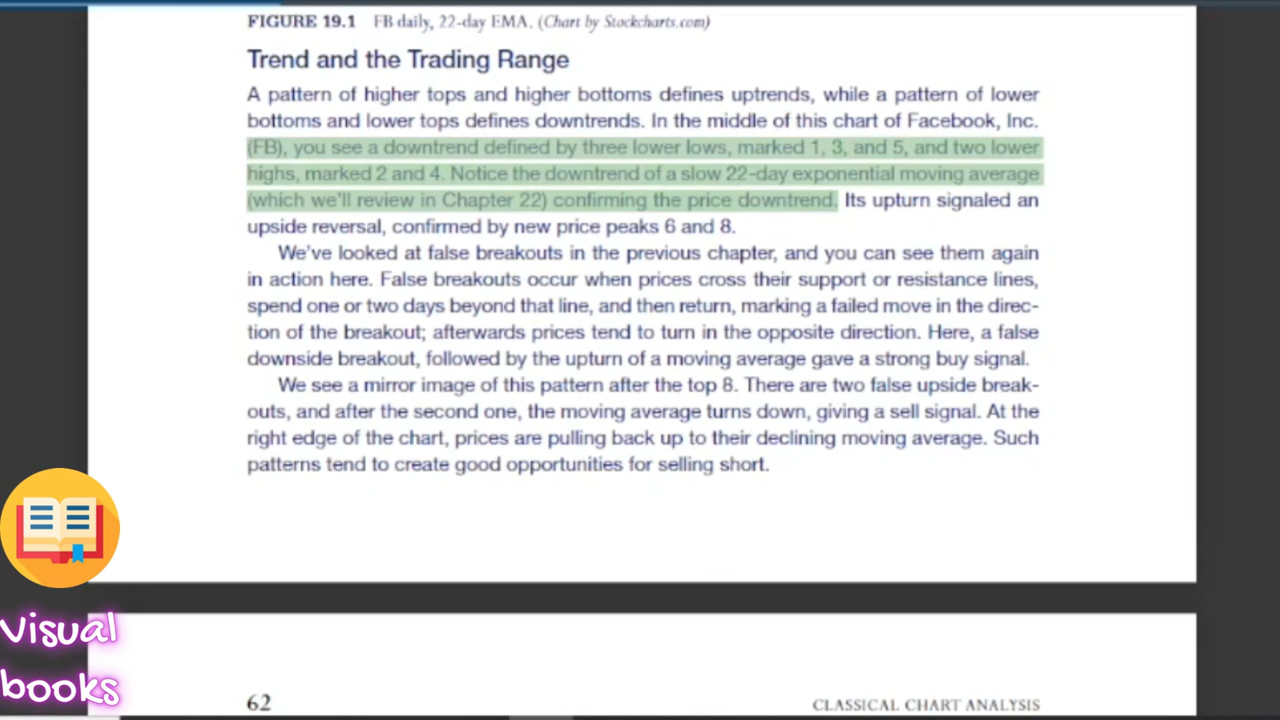 FIGURE 19.1 FB daily, 22-day EMA. (Chart by Stockcharts.com)
Trend and the Trading Range
A pattern of higher tops and higher bottoms defines uptrends, while a pattern of lower
bottoms and lower tops defines downtrends. In the middle of this chart of Facebook, Inc.
(FB), you see a downtrend defined by three lower lows, marked 1, 3, and 5, and two lower
highs, marked 2 and 4. Notice the downtrend of a slow 22-day exponential moving average
(which we'll review in Chapter 22) confirming the price downtrend. Its upturn signaled an
upside reversal, confirmed by new price peaks 6 and 8.
We've looked at false breakouts in the previous chapter, and you can see them again
in action here. False breakouts occur when prices cross their support or resistance lines,
spend one or two days beyond that line, and then return, marking a failed move in the direc-
tion of the breakout; afterwards prices tend to turn in the opposite direction. Here, a false
downside breakout, followed by the upturn of a moving average gave a strong buy signal.
We see a mirror image of this pattern after the top 8. There are two false upside break-
outs, and after the second one, the moving average turns down, giving a sell signal. At the
right edge of the chart, prices are pulling back up to their declining moving average. Such
patterns tend to create good opportunities for selling short.
Visual
books
62 CLASSICAL CHART ANALYSIS